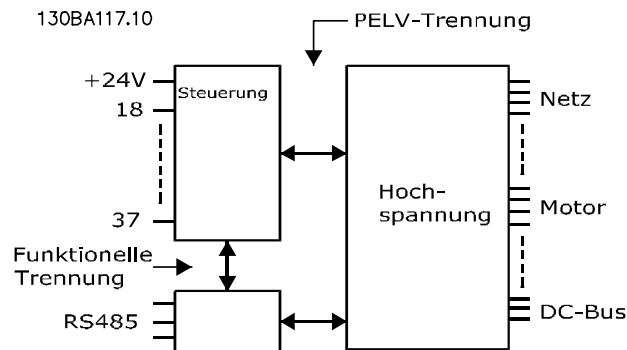 130BA117.10
PELV-Trennung
+24V
18
37
Steuerung
Hoch-
spannung
Netz
Motor
DC-Bus
Funktionelle
Trennung
RS485